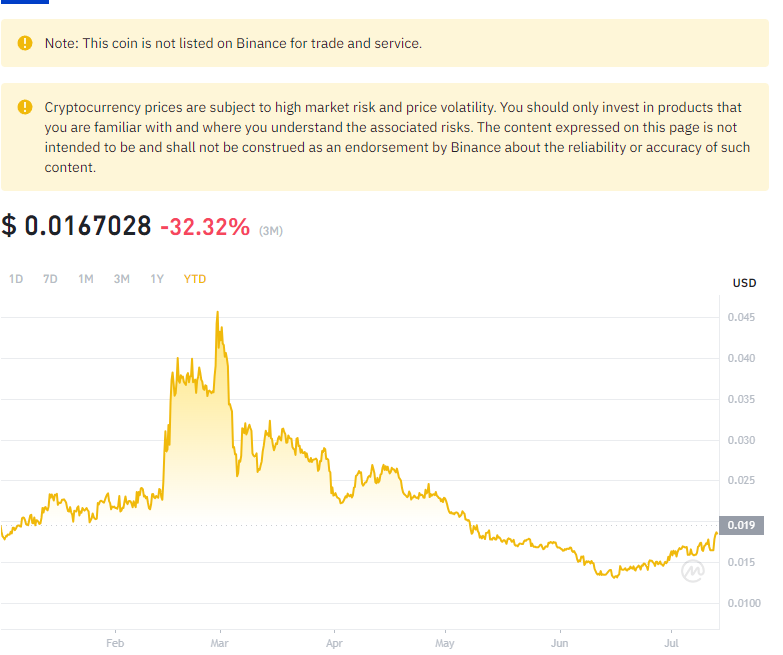 Note: This coin is not listed on Binance for trade and service.
Cryptocurrency prices are subject to high market risk and price volatility. You should only invest in products that
you are familiar with and where you understand the associated risks. The content expressed on this page is not
intended to be and shall not be construed as an endorsement by Binance about the reliability or accuracy of such
content.
$ 0.0167028 -32.32% (3M)
1D 7D 1M 3M 1Y YTD
USD
0.045
0.040
0.035
0.030
0.025
0.019
0.015
0.0100
Feb Mar Apr May Jun Jul